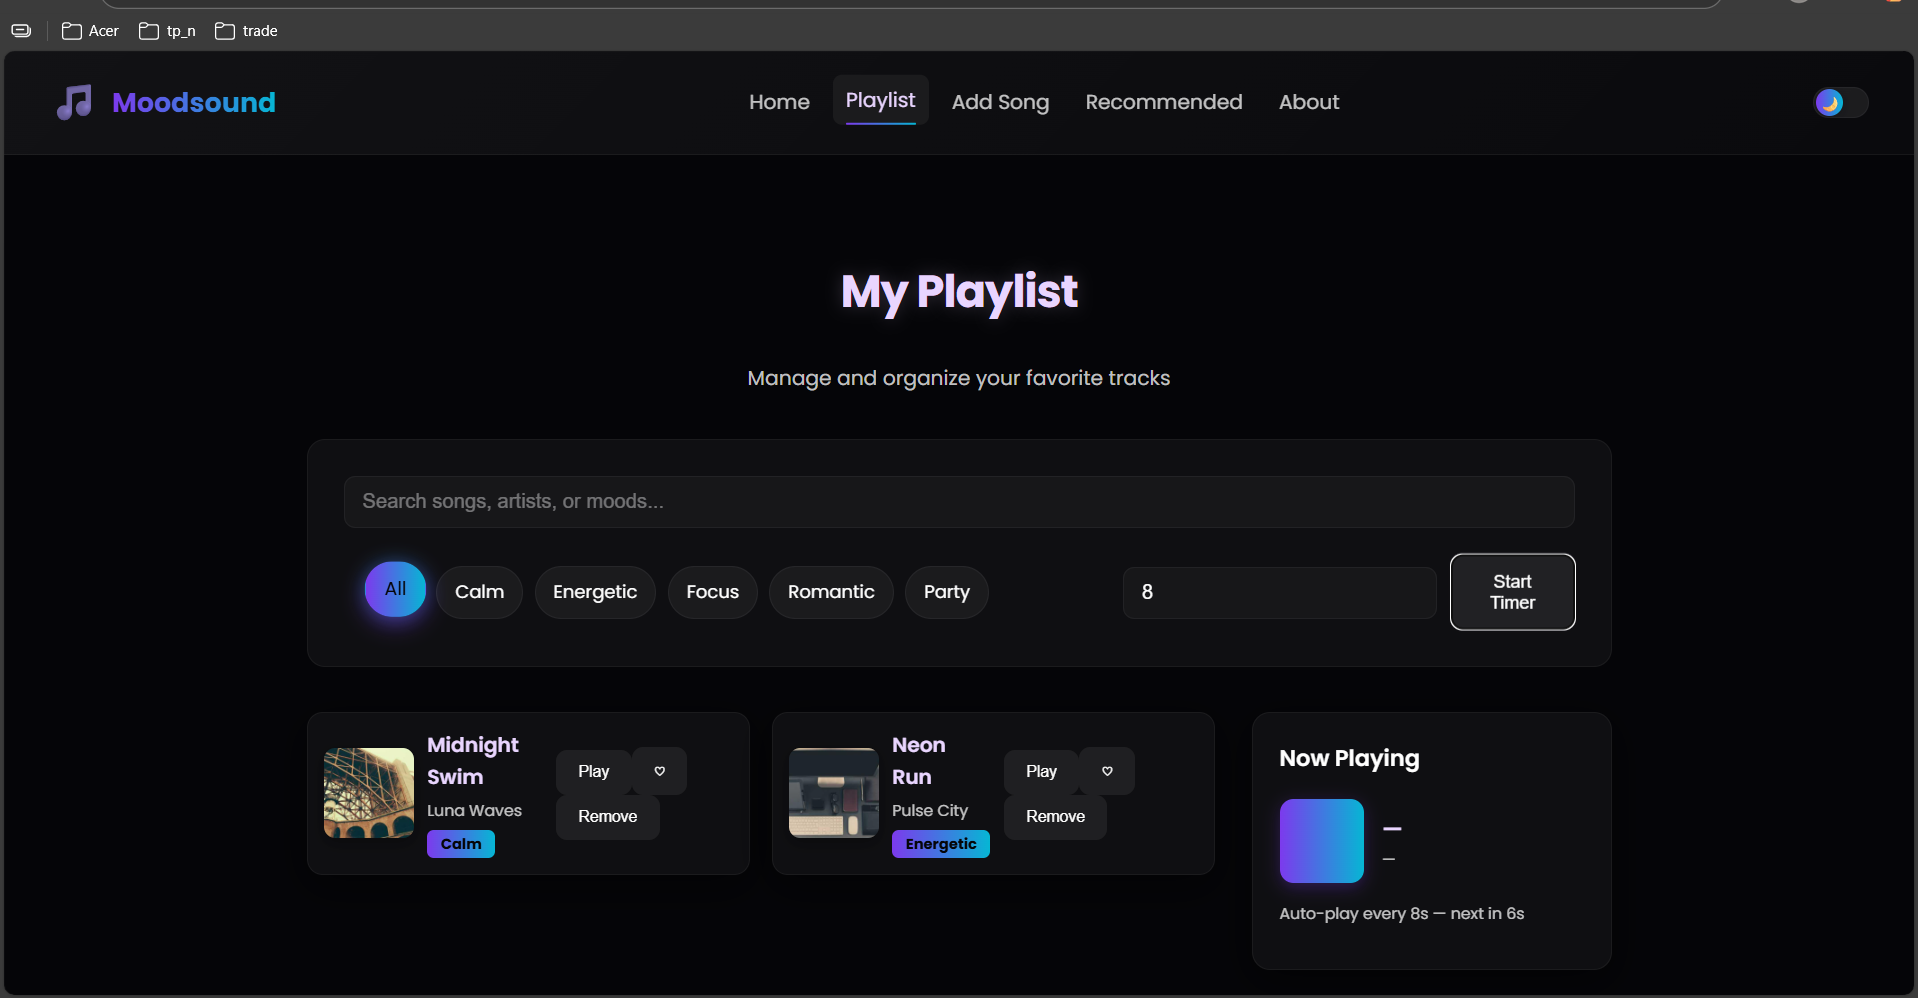 Acer
tp_n
trade
Moodsound
Home
Playlist
Add Song
Recommended
About
My Playlist
Manage and organize your favorite tracks
Search songs, artists, or moods...
All
Calm
Energetic
Focus
Romantic
Party
8
Start
Timer
Midnight
Swim
Luna Waves
Calm
Play
Remove
Neon
Run
Pulse City
Energetic
Play
Remove
Now Playing
—
—
Auto-play every 8s — next in 6s